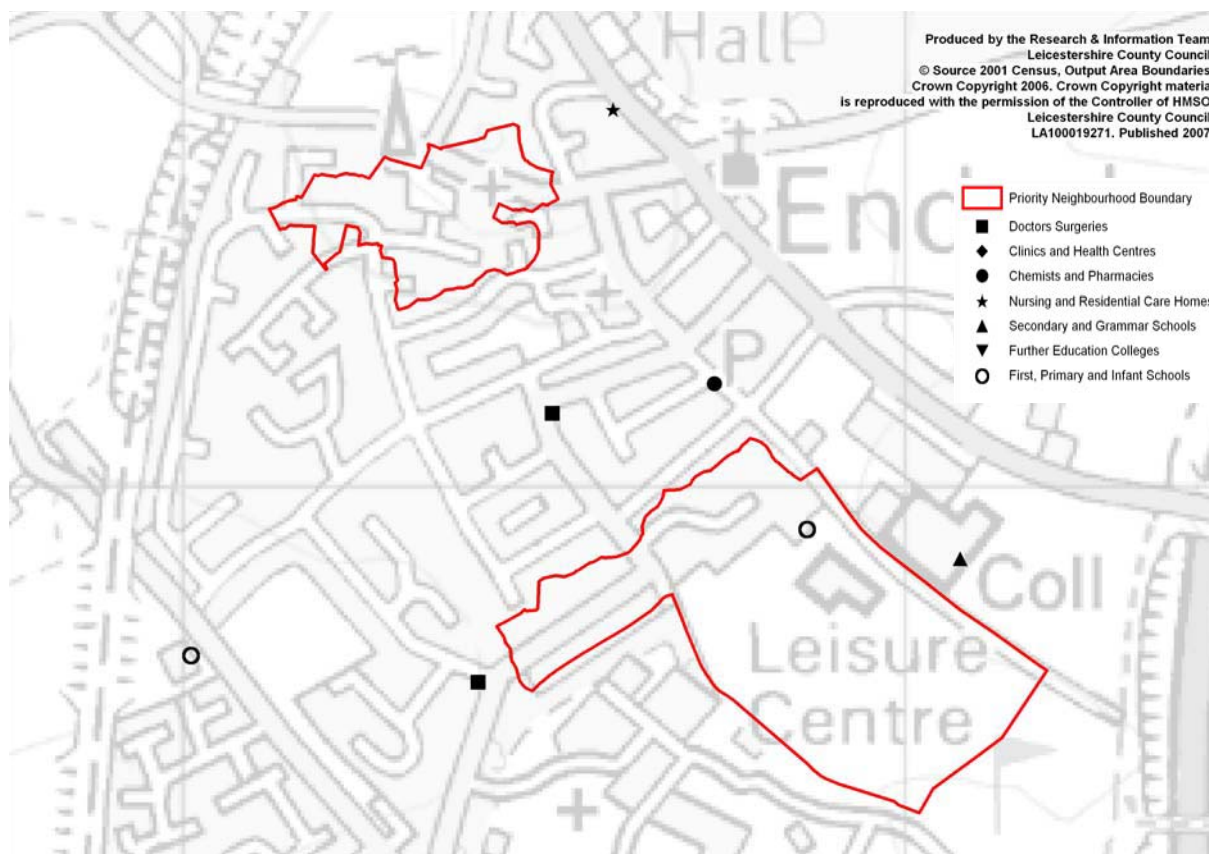 Hall
Produced by the Research & Information Team
Leicestershire County Council
© Source 2001 Census, Output Area Boundaries
Crown Copyright 2006. Crown Copyright materia
is reproduced with the permission of the Controller of HMSO
Leicestershire County Council
LA100019271. Published 2007
End
Priority Neighbourhood Boundary
Doctors Surgeries
Clinics and Health Centres
Chemists and Pharmacies
Nursing and Residential Care Homes
Secondary and Grammar Schools
Further Education Colleges
First, Primary and Infant Schools
P
Coll
Leisure
Centre